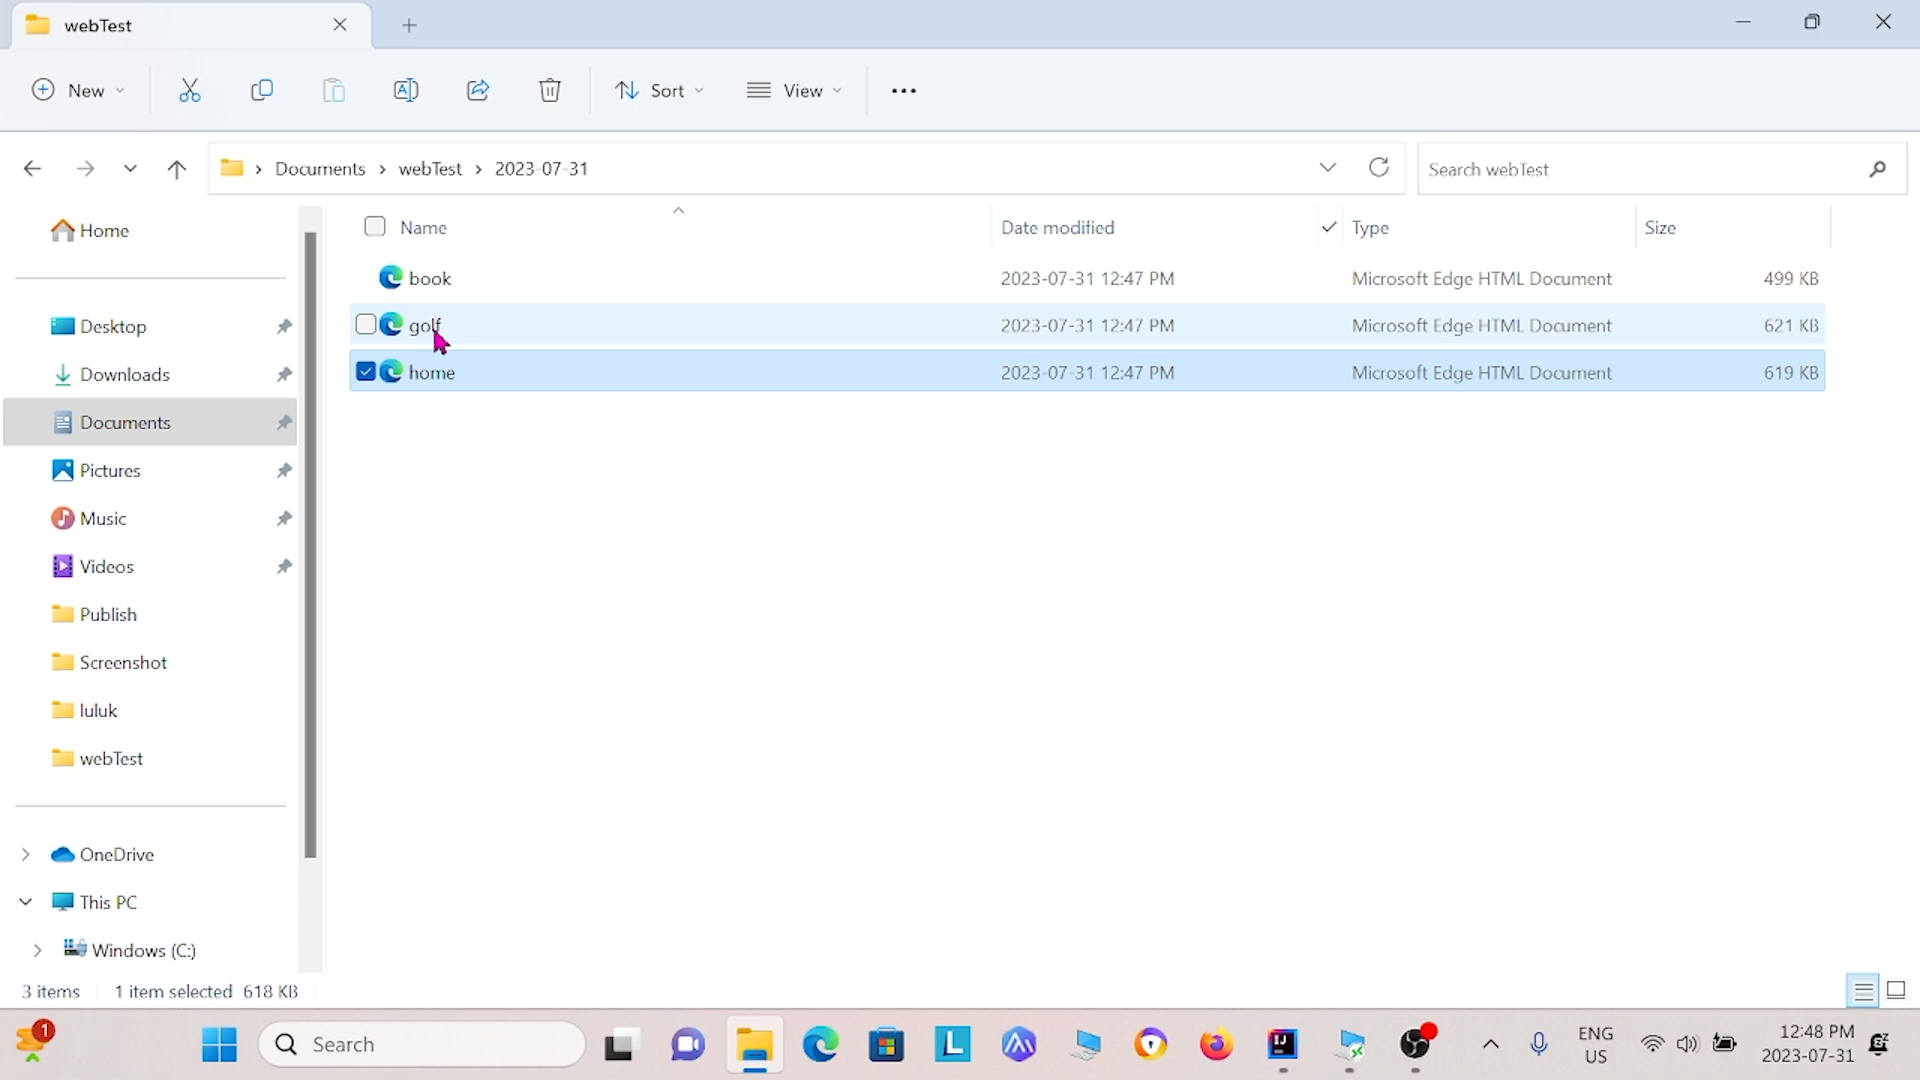 webTest
New
Sort
View
Documents
webTest
2023-07-31
Search webTest
Home
Desktop
Downloads
Documents
Pictures
Music
Videos
Publish
Screenshot
luluk
webTest
OneDrive
This PC
Windows (C:)
Name Date modified Type Size
book 2023-07-31 12:47 PM Microsoft Edge HTML Document 499 KB
golf 2023-07-31 12:47 PM Microsoft Edge HTML Document 621 KB
home 2023-07-31 12:47 PM Microsoft Edge HTML Document 619 KB
3 items 1 item selected 618 KB
1
Search
L
IJ
ENG
US
12:48 PM
2023-07-31